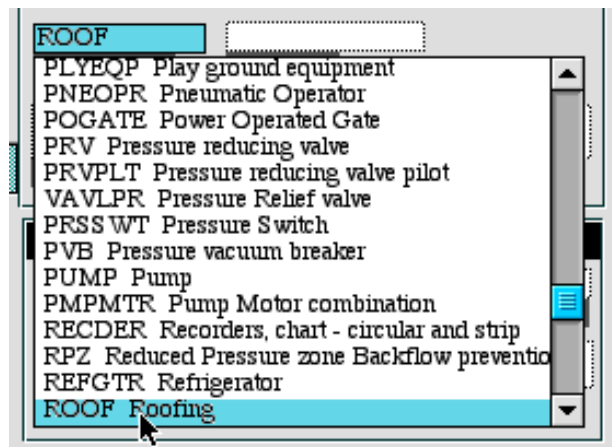 ROOF
PLYEQP Play ground equipment
PNEOPR Pneumatic Operator
POGATE Power Operated Gate
PRV Pressure reducing valve
PRVPLT Pressure reducing valve pilot
VAVLPR Pressure Relief valve
PRSSWT Pressure Switch
PVB Pressure vacuum breaker
PUMP Pump
PMPMTR Pump Motor combination
RECDER Recorders, chart - circular and strip
RPZ Reduced Pressure zone Backflow preventio
REFGTR Refrigerator
ROOF Roofing